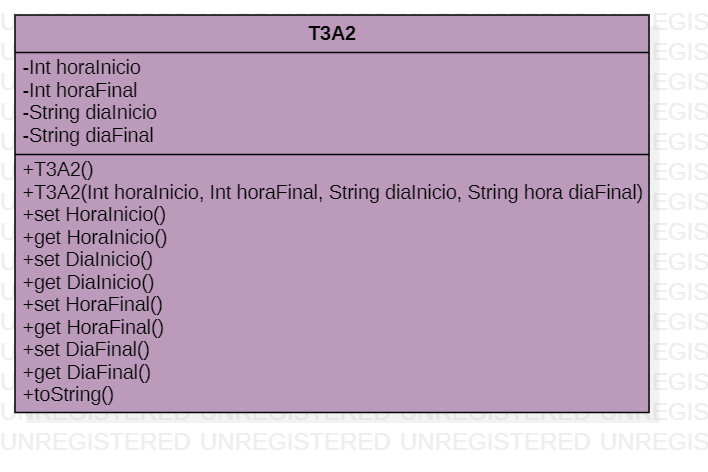 T3A2
-Int horaInicio
-Int horaFinal
-String diaInicio
-String diaFinal
+T3A2()
+T3A2(Int horaInicio, Int horaFinal, String diaInicio, String hora diaFinal)
+set HoraInicio()
+get HoraInicio()
+set DiaInicio()
+get DiaInicio()
+set HoraFinal()
+get HoraFinal()
+set DiaFinal()
+get DiaFinal()
+toString()
UNREGISTERED UNREGISTERED UNREGISTERED UNREGIS